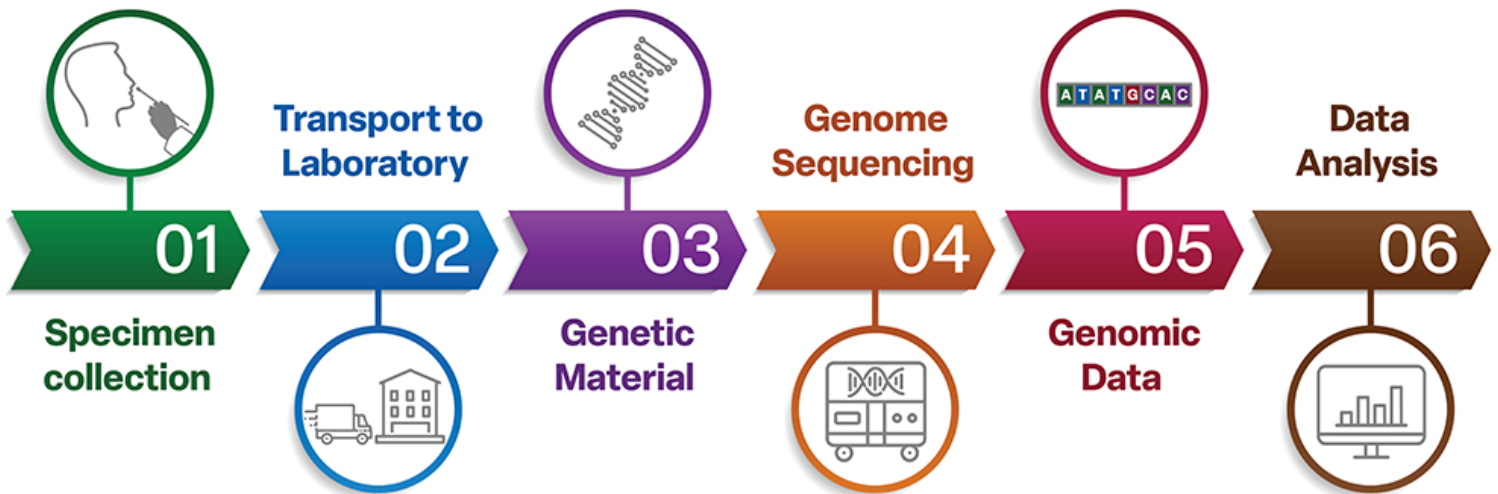 01
Specimen
collection
Transport to
Laboratory
02
03
Genetic
Material
Genome
Sequencing
04
ATATGCAC
05
Genomic
Data
Data
Analysis
06